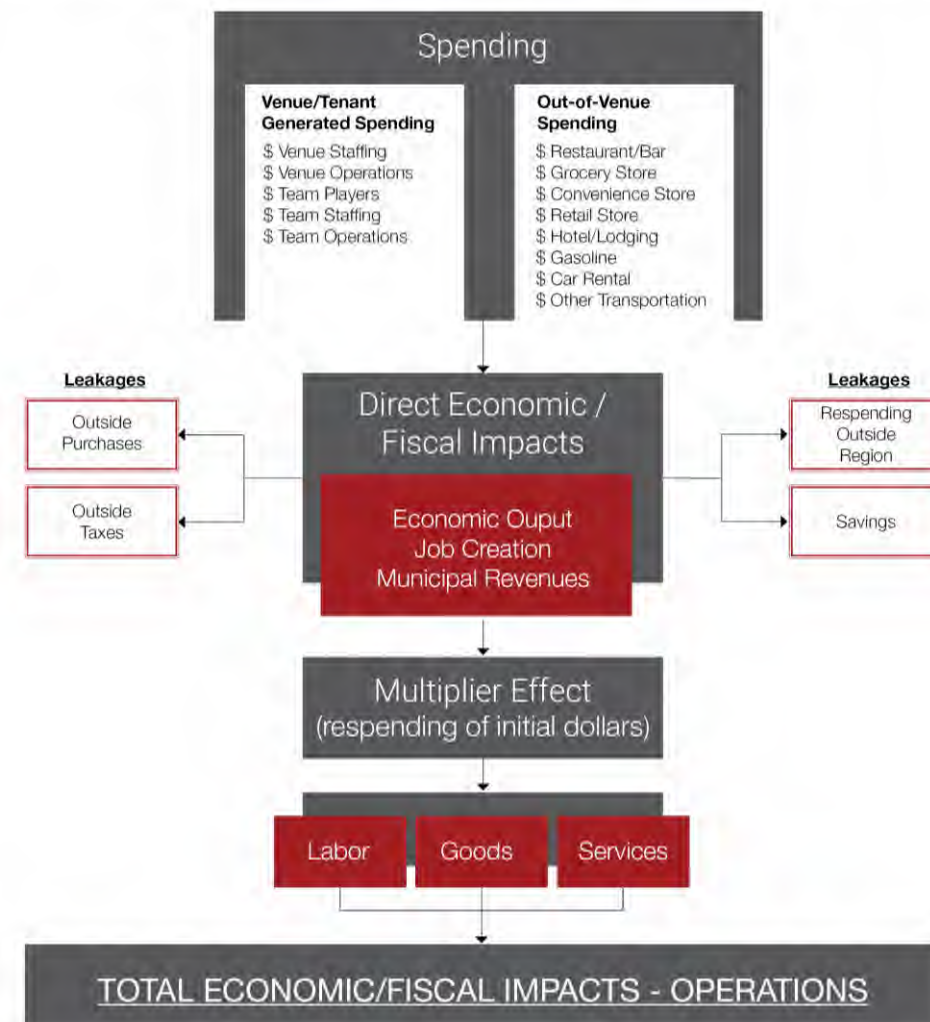 Spending
Venue/Tenant
Generated Spending
$ Venue Staffing
$ Venue Operations
$ Team Players
$ Team Staffing
$ Team Operations
Out-of-Venue
Spending
$ Restaurant/Bar
$ Grocery Store
$ Convenience Store
$ Retail Store
$ Hotel/Lodging
$ Gasoline
$ Car Rental
$ Other Transportation
Leakages
Outside
Purchases
Outside
Taxes
Direct Economic /
Fiscal Impacts
Economic Ouput
Job Creation
Municipal Revenues
Leakages
Respending
Outside
Region
Savings
Multiplier Effect
(respending of initial dollars)
Labor
Goods
Services
TOTAL ECONOMIC/FISCAL IMPACTS - OPERATIONS